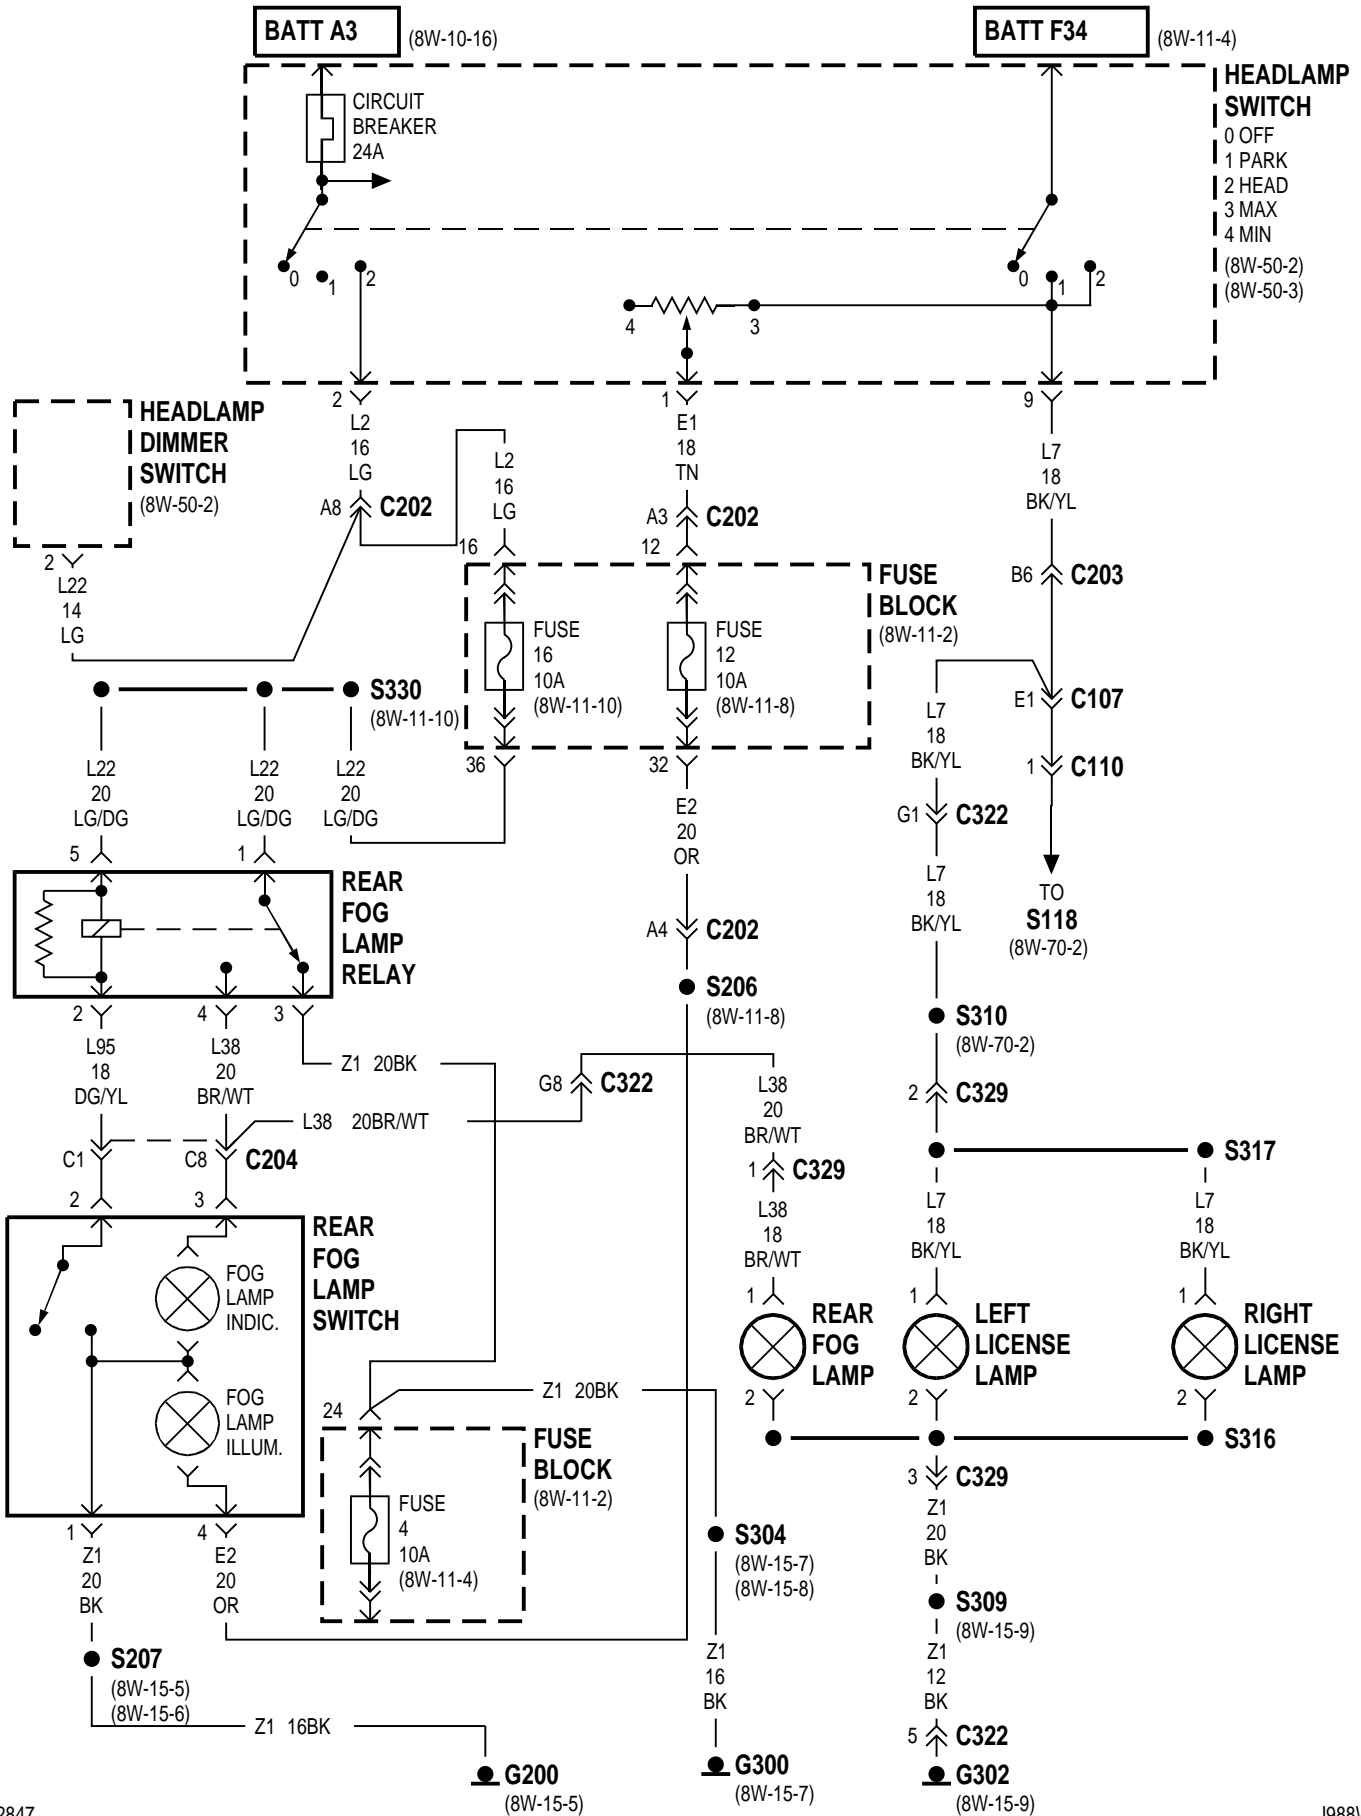 BATT A3
(8W-10-16)
BATT F34
(8W-11-4)
HEADLAMP
SWITCH
0 OFF
1 PARK
2 HEAD
3 MAX
4 MIN
(8W-50-2)
(8W-50-3)
CIRCUIT
BREAKER
24A
0
1
2
4
3
0
1
2
2
L2
16
LG
A8
C202
1
E1
18
TN
A3
C202
12
9
L7
18
BK/YL
B6
C203
HEADLAMP
DIMMER
SWITCH
(8W-50-2)
2
L22
14
LG
L2
16
LG
16
FUSE
BLOCK
(8W-11-2)
FUSE
16
10A
(8W-11-10)
FUSE
12
10A
(8W-11-8)
36
32
S330
(8W-11-10)
L22
20
LG/DG
L22
20
LG/DG
L22
20
LG/DG
5
1
E2
20
OR
A4
C202
S206
(8W-11-8)
E1
C107
1
C110
TO
S118
(8W-70-2)
L7
18
BK/YL
G1
C322
L7
18
BK/YL
S310
(8W-70-2)
2
C329
REAR
FOG
LAMP
RELAY
2
4
3
L95
18
DG/YL
L38
20
BR/WT
Z1 20BK
L38 20BR/WT
G8
C322
L38
20
BR/WT
1
C329
L38
18
BR/WT
C1
C8
C204
2
3
S317
L7
18
BK/YL
L7
18
BK/YL
REAR
FOG
LAMP
SWITCH
FOG
LAMP
INDIC.
FOG
LAMP
ILLUM.
1
REAR
FOG
LAMP
2
1
LEFT
LICENSE
LAMP
2
1
RIGHT
LICENSE
LAMP
2
S316
Z1 20BK
24
FUSE
BLOCK
(8W-11-2)
FUSE
4
10A
(8W-11-4)
3
C329
Z1
20
BK
S309
(8W-15-9)
Z1
12
BK
5
C322
G302
(8W-15-9)
S304
(8W-15-7)
(8W-15-8)
Z1
16
BK
G300
(8W-15-7)
1
4
Z1
20
BK
E2
20
OR
S207
(8W-15-5)
(8W-15-6)
Z1 16BK
G200
(8W-15-5)